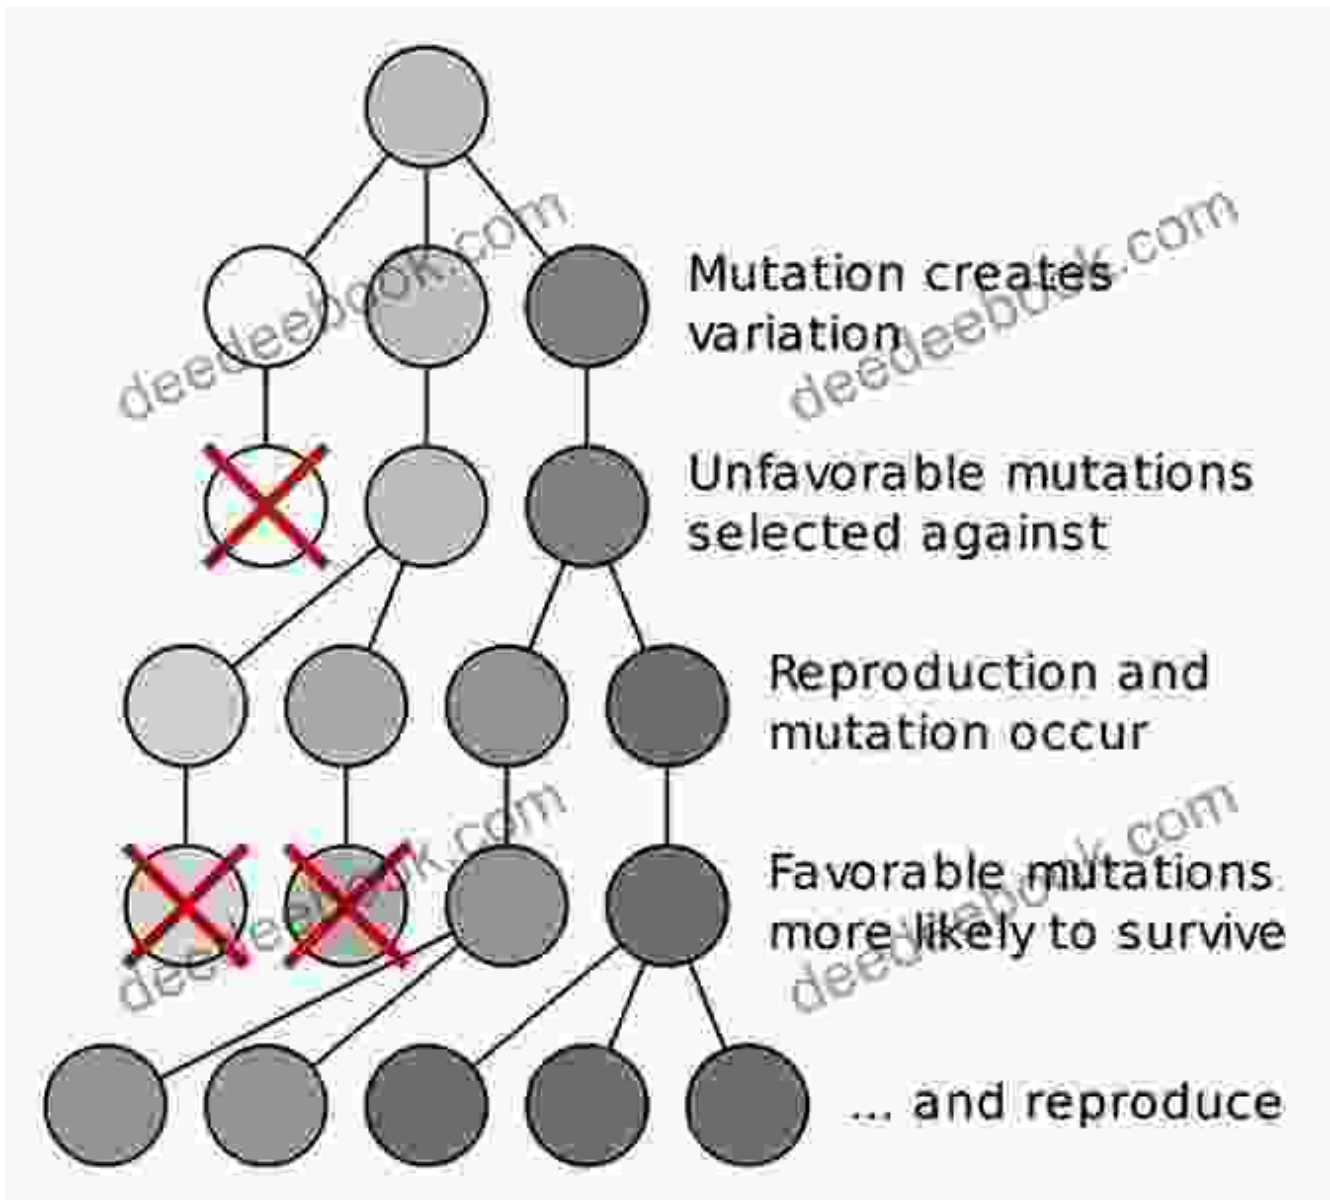 deedeebook.com
deedeebook.com
Mutation creates
variation
Unfavorable mutations
selected against
Reproduction and
mutation occur
deedeebook.com
deedeebook.com
Favorable mutations
more likely to survive
... and reproduce